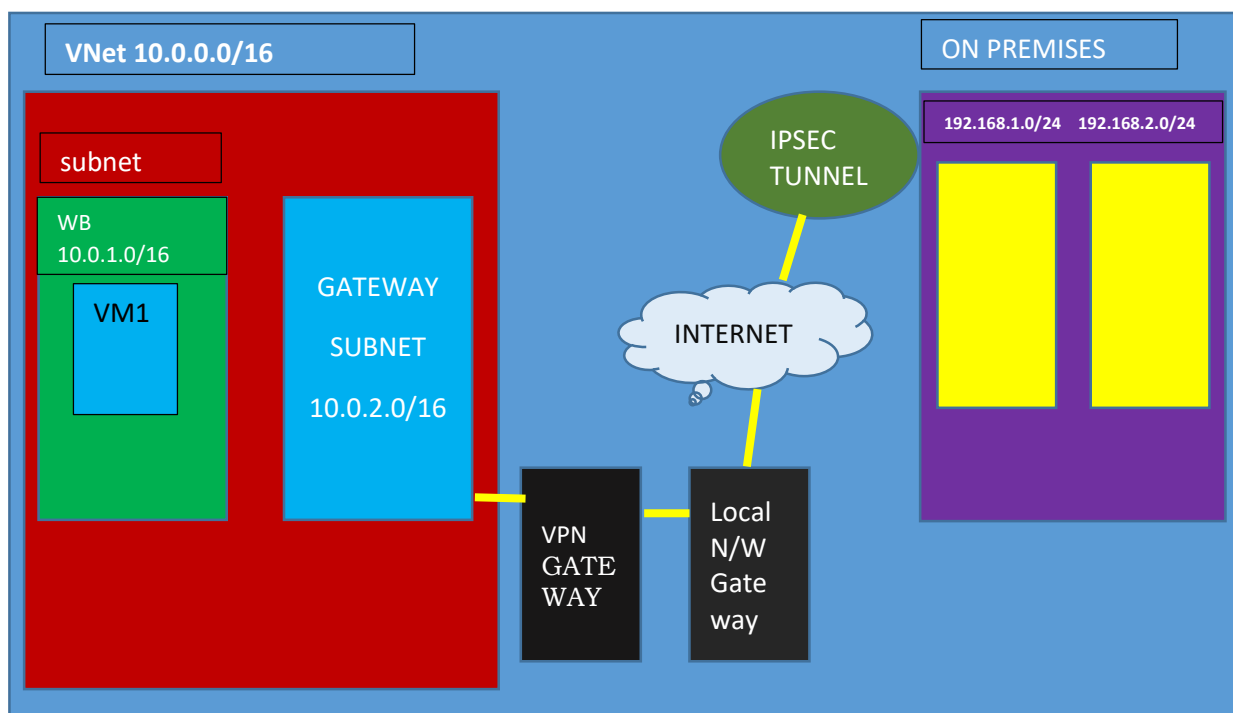 VNet 10.0.0.0/16
ON PREMISES
subnet
WB
10.0.1.0/16
VM1
GATEWAY
SUBNET
10.0.2.0/16
VPN
GATE
WAY
Local
N/W
Gate
way
INTERNET
IPSEC
TUNNEL
192.168.1.0/24 192.168.2.0/24